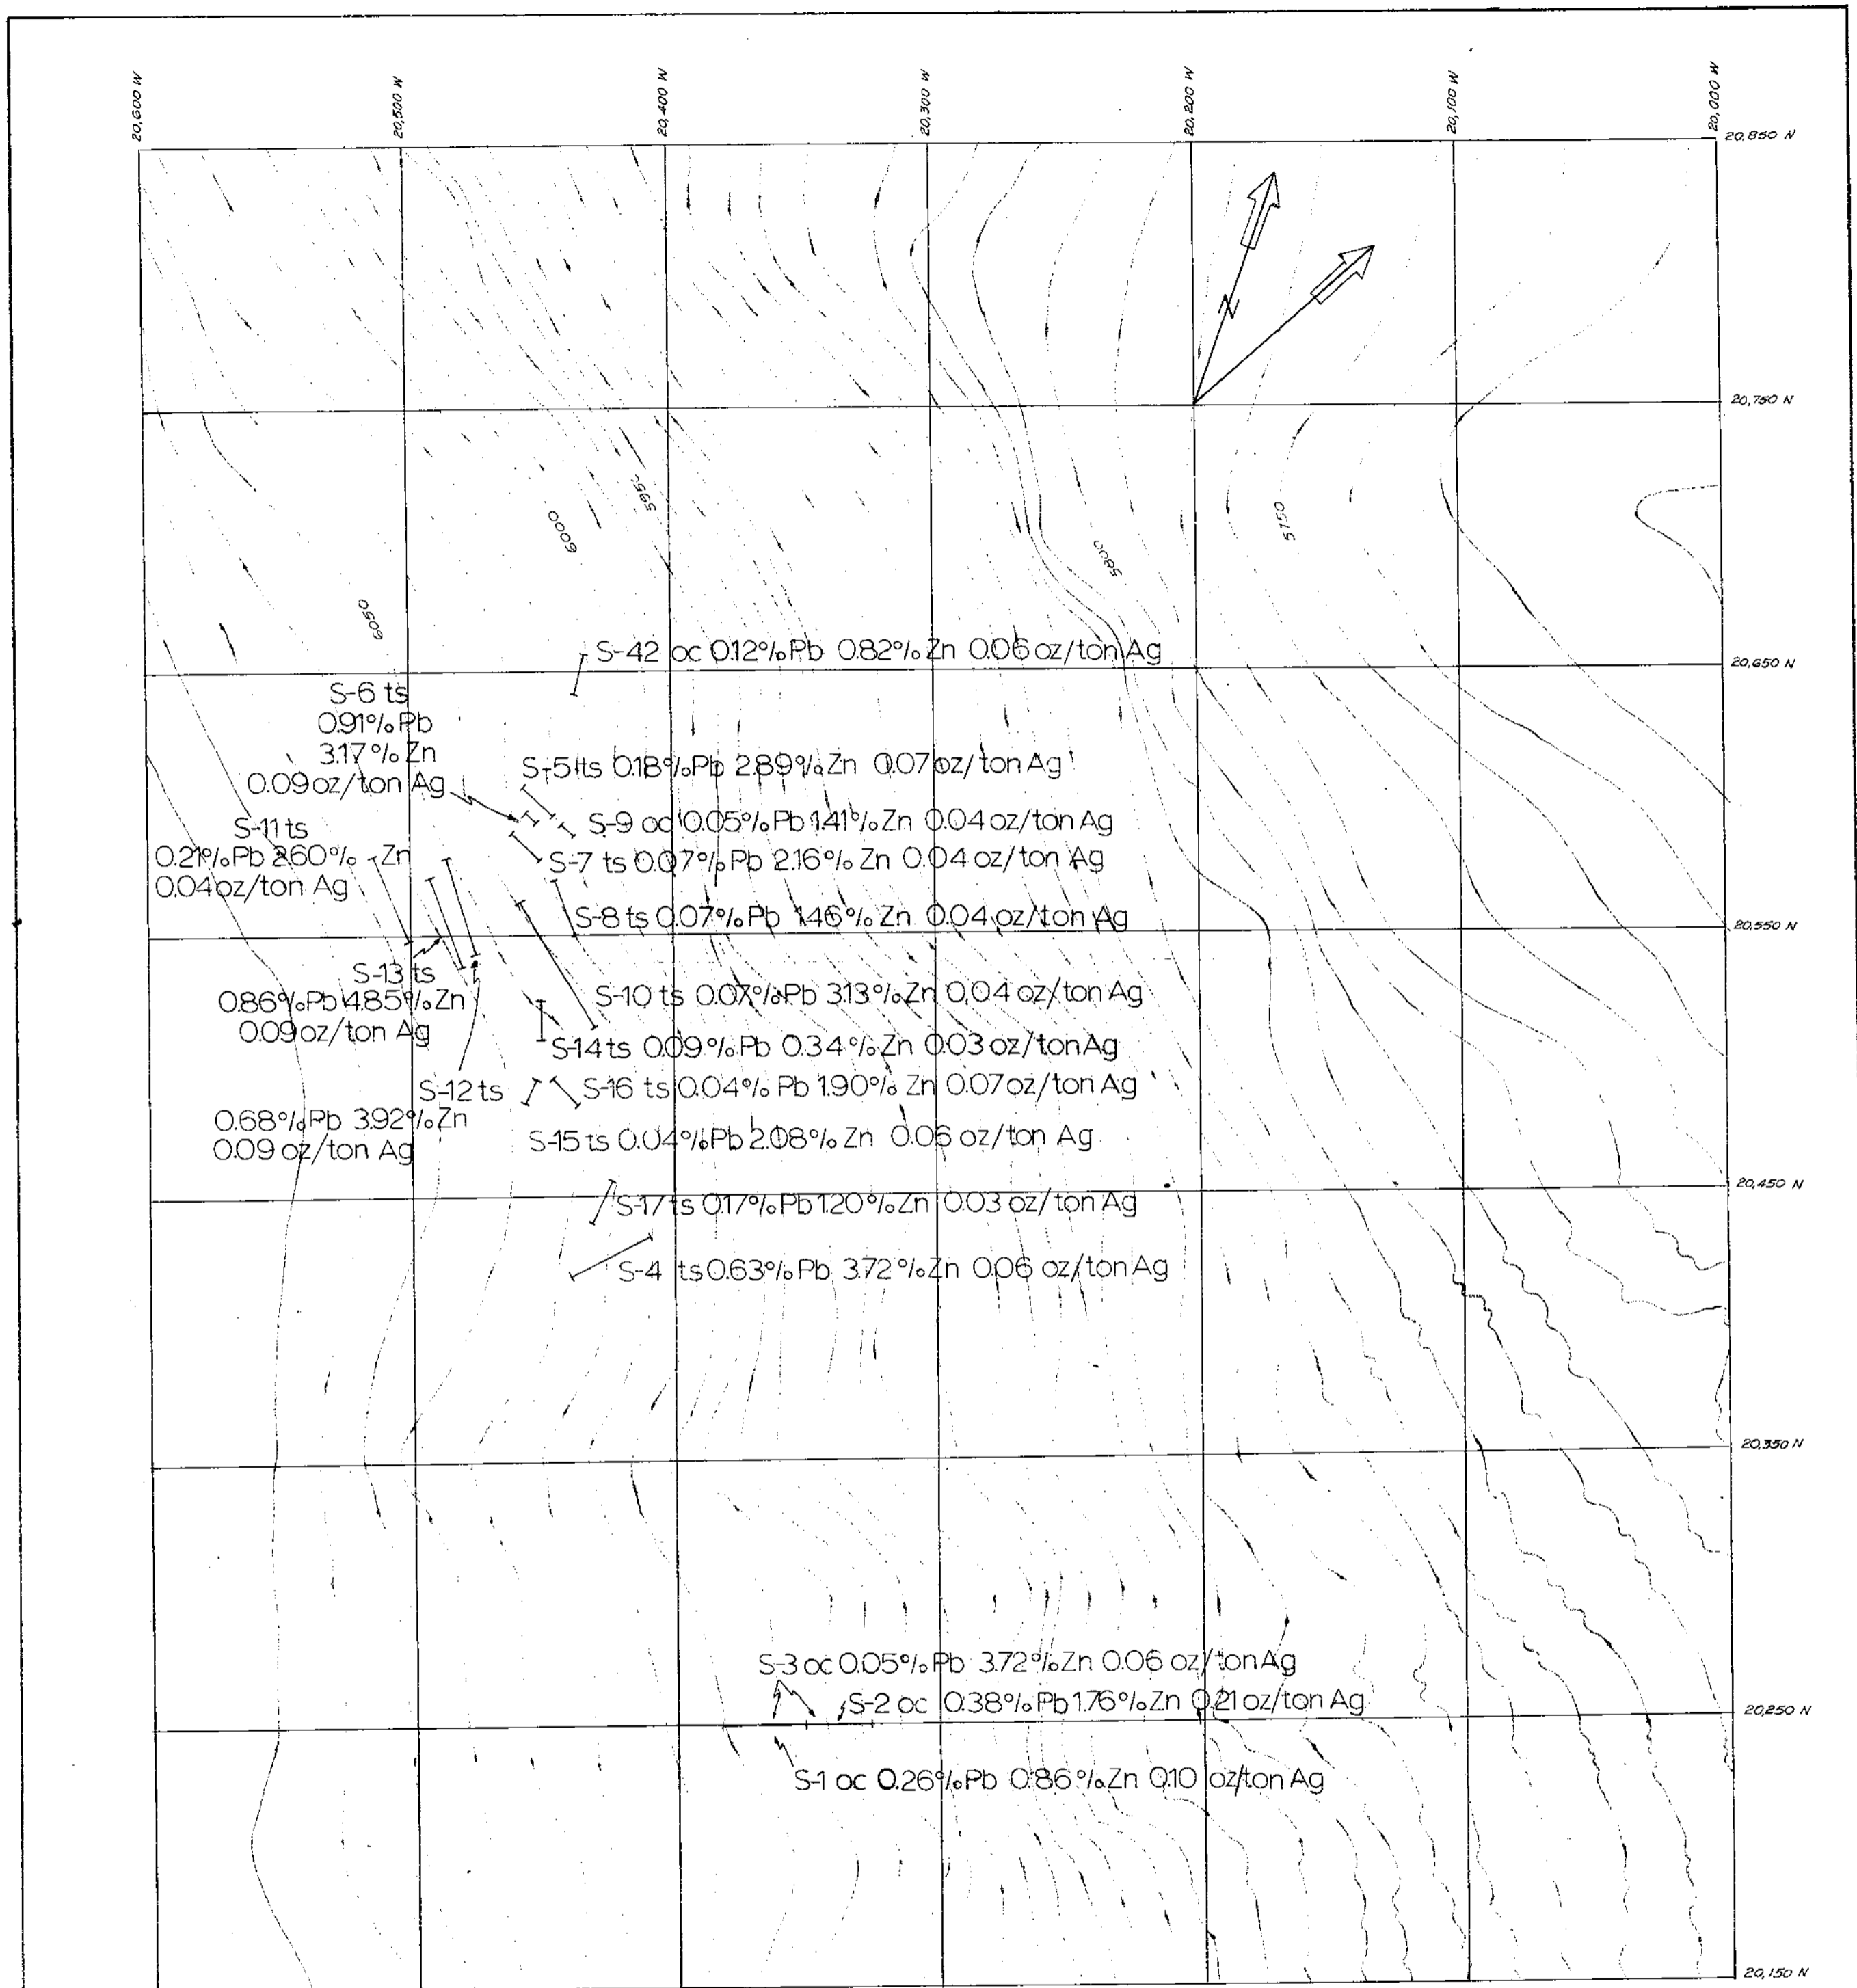 20,600 W
20,500 W
20,400 W
20,300 W
20,200 W
20,100 W
20,000 W
20,850 N
N
20,750 N
5950
6000
5750
5800
6050
S-42 oc 0.12% Pb 0.82% Zn 0.06 oz/ton Ag
20,650 N
S-6 ts
0.91% Pb
3.17% Zn
0.09 oz/ton Ag
S-5 ts 0.18% Pb 2.89% Zn 0.07 oz/ton Ag
S-9 oc 0.05% Pb 1.41% Zn 0.04 oz/ton Ag
S-11 ts
0.21% Pb 2.60% Zn
0.04 oz/ton Ag
S-7 ts 0.07% Pb 2.16% Zn 0.04 oz/ton Ag
S-8 ts 0.07% Pb 1.46% Zn 0.04 oz/ton Ag
20,550 N
S-13 ts
0.86% Pb 4.85% Zn
0.09 oz/ton Ag
S-10 ts 0.07% Pb 3.13% Zn 0.04 oz/ton Ag
S-14 ts 0.09% Pb 0.34% Zn 0.03 oz/ton Ag
S-12 ts
0.68% Pb 3.92% Zn
0.09 oz/ton Ag
S-16 ts 0.04% Pb 1.90% Zn 0.07 oz/ton Ag
S-15 ts 0.04% Pb 2.08% Zn 0.06 oz/ton Ag
20,450 N
S-17 ts 0.17% Pb 1.20% Zn 0.03 oz/ton Ag
S-4 ts 0.63% Pb 3.72% Zn 0.06 oz/ton Ag
20,350 N
S-3 oc 0.05% Pb 3.72% Zn 0.06 oz/ton Ag
S-2 oc 0.38% Pb 1.76% Zn 0.21 oz/ton Ag
20,250 N
S-1 oc 0.26% Pb 0.86% Zn 0.10 oz/ton Ag
20,150 N